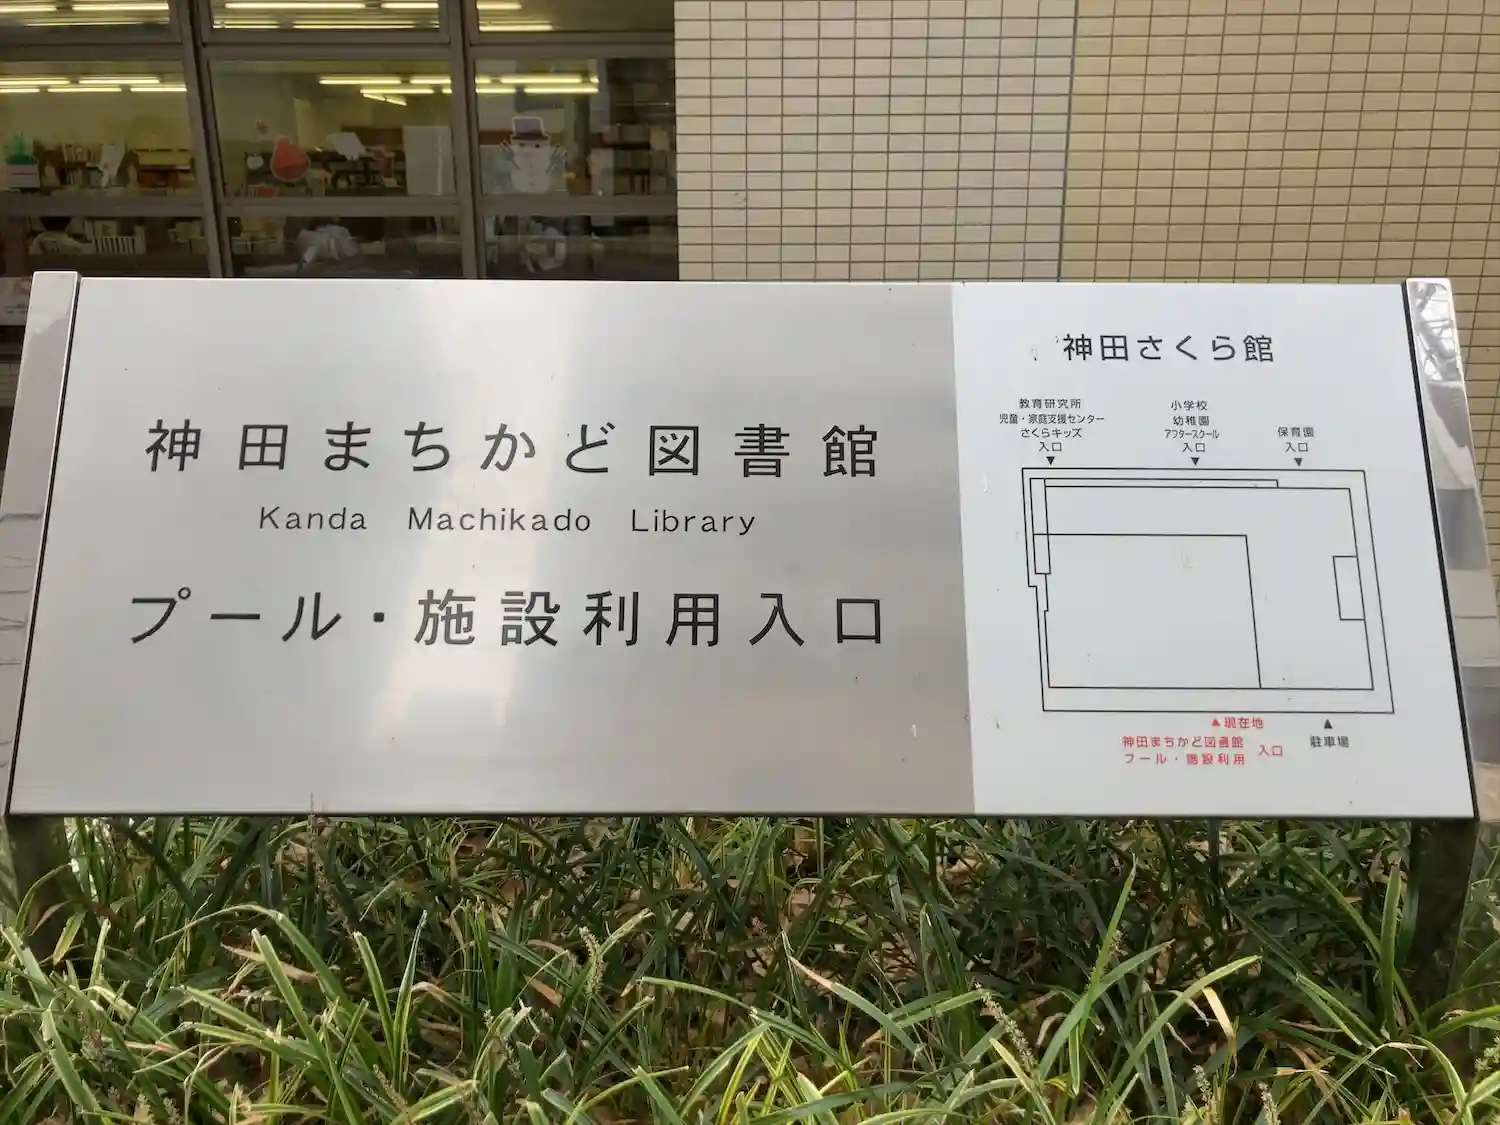 神田まちかど図書館
Kanda Machikado Library
プール・施設利用入口
神田さくら館
教育研究所
児童・家庭支援センター
さくらキッズ
入口
▼
小学校
幼稚園
アフタースクール
入口
▼
保育園
入口
▼
▲現在地
神田まちかど図書館
プール・施設利用
入口
▲
駐車場